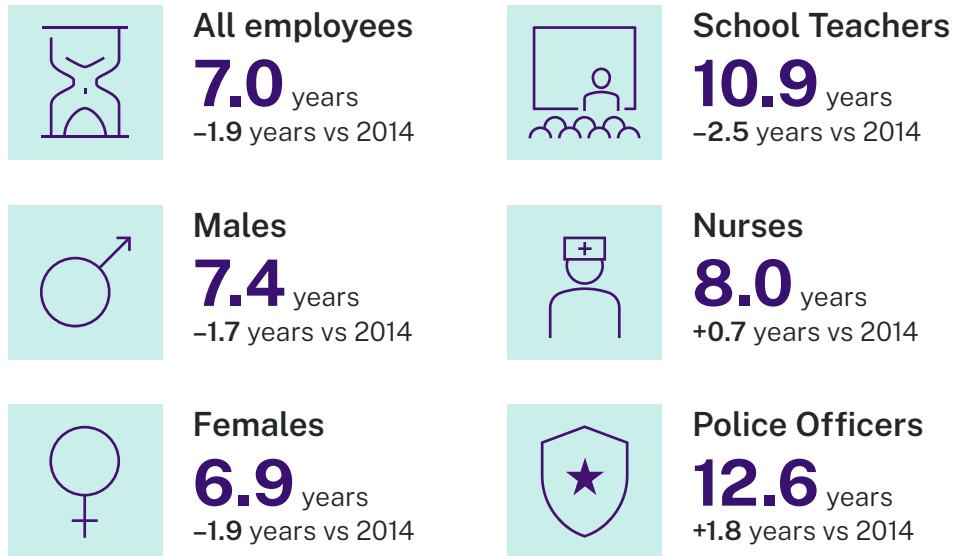 All employees
7.0 years
–1.9 years vs 2014
School Teachers
10.9 years
–2.5 years vs 2014
Males
7.4 years
–1.7 years vs 2014
Nurses
8.0 years
+0.7 years vs 2014
Females
6.9 years
–1.9 years vs 2014
Police Officers
12.6 years
+1.8 years vs 2014